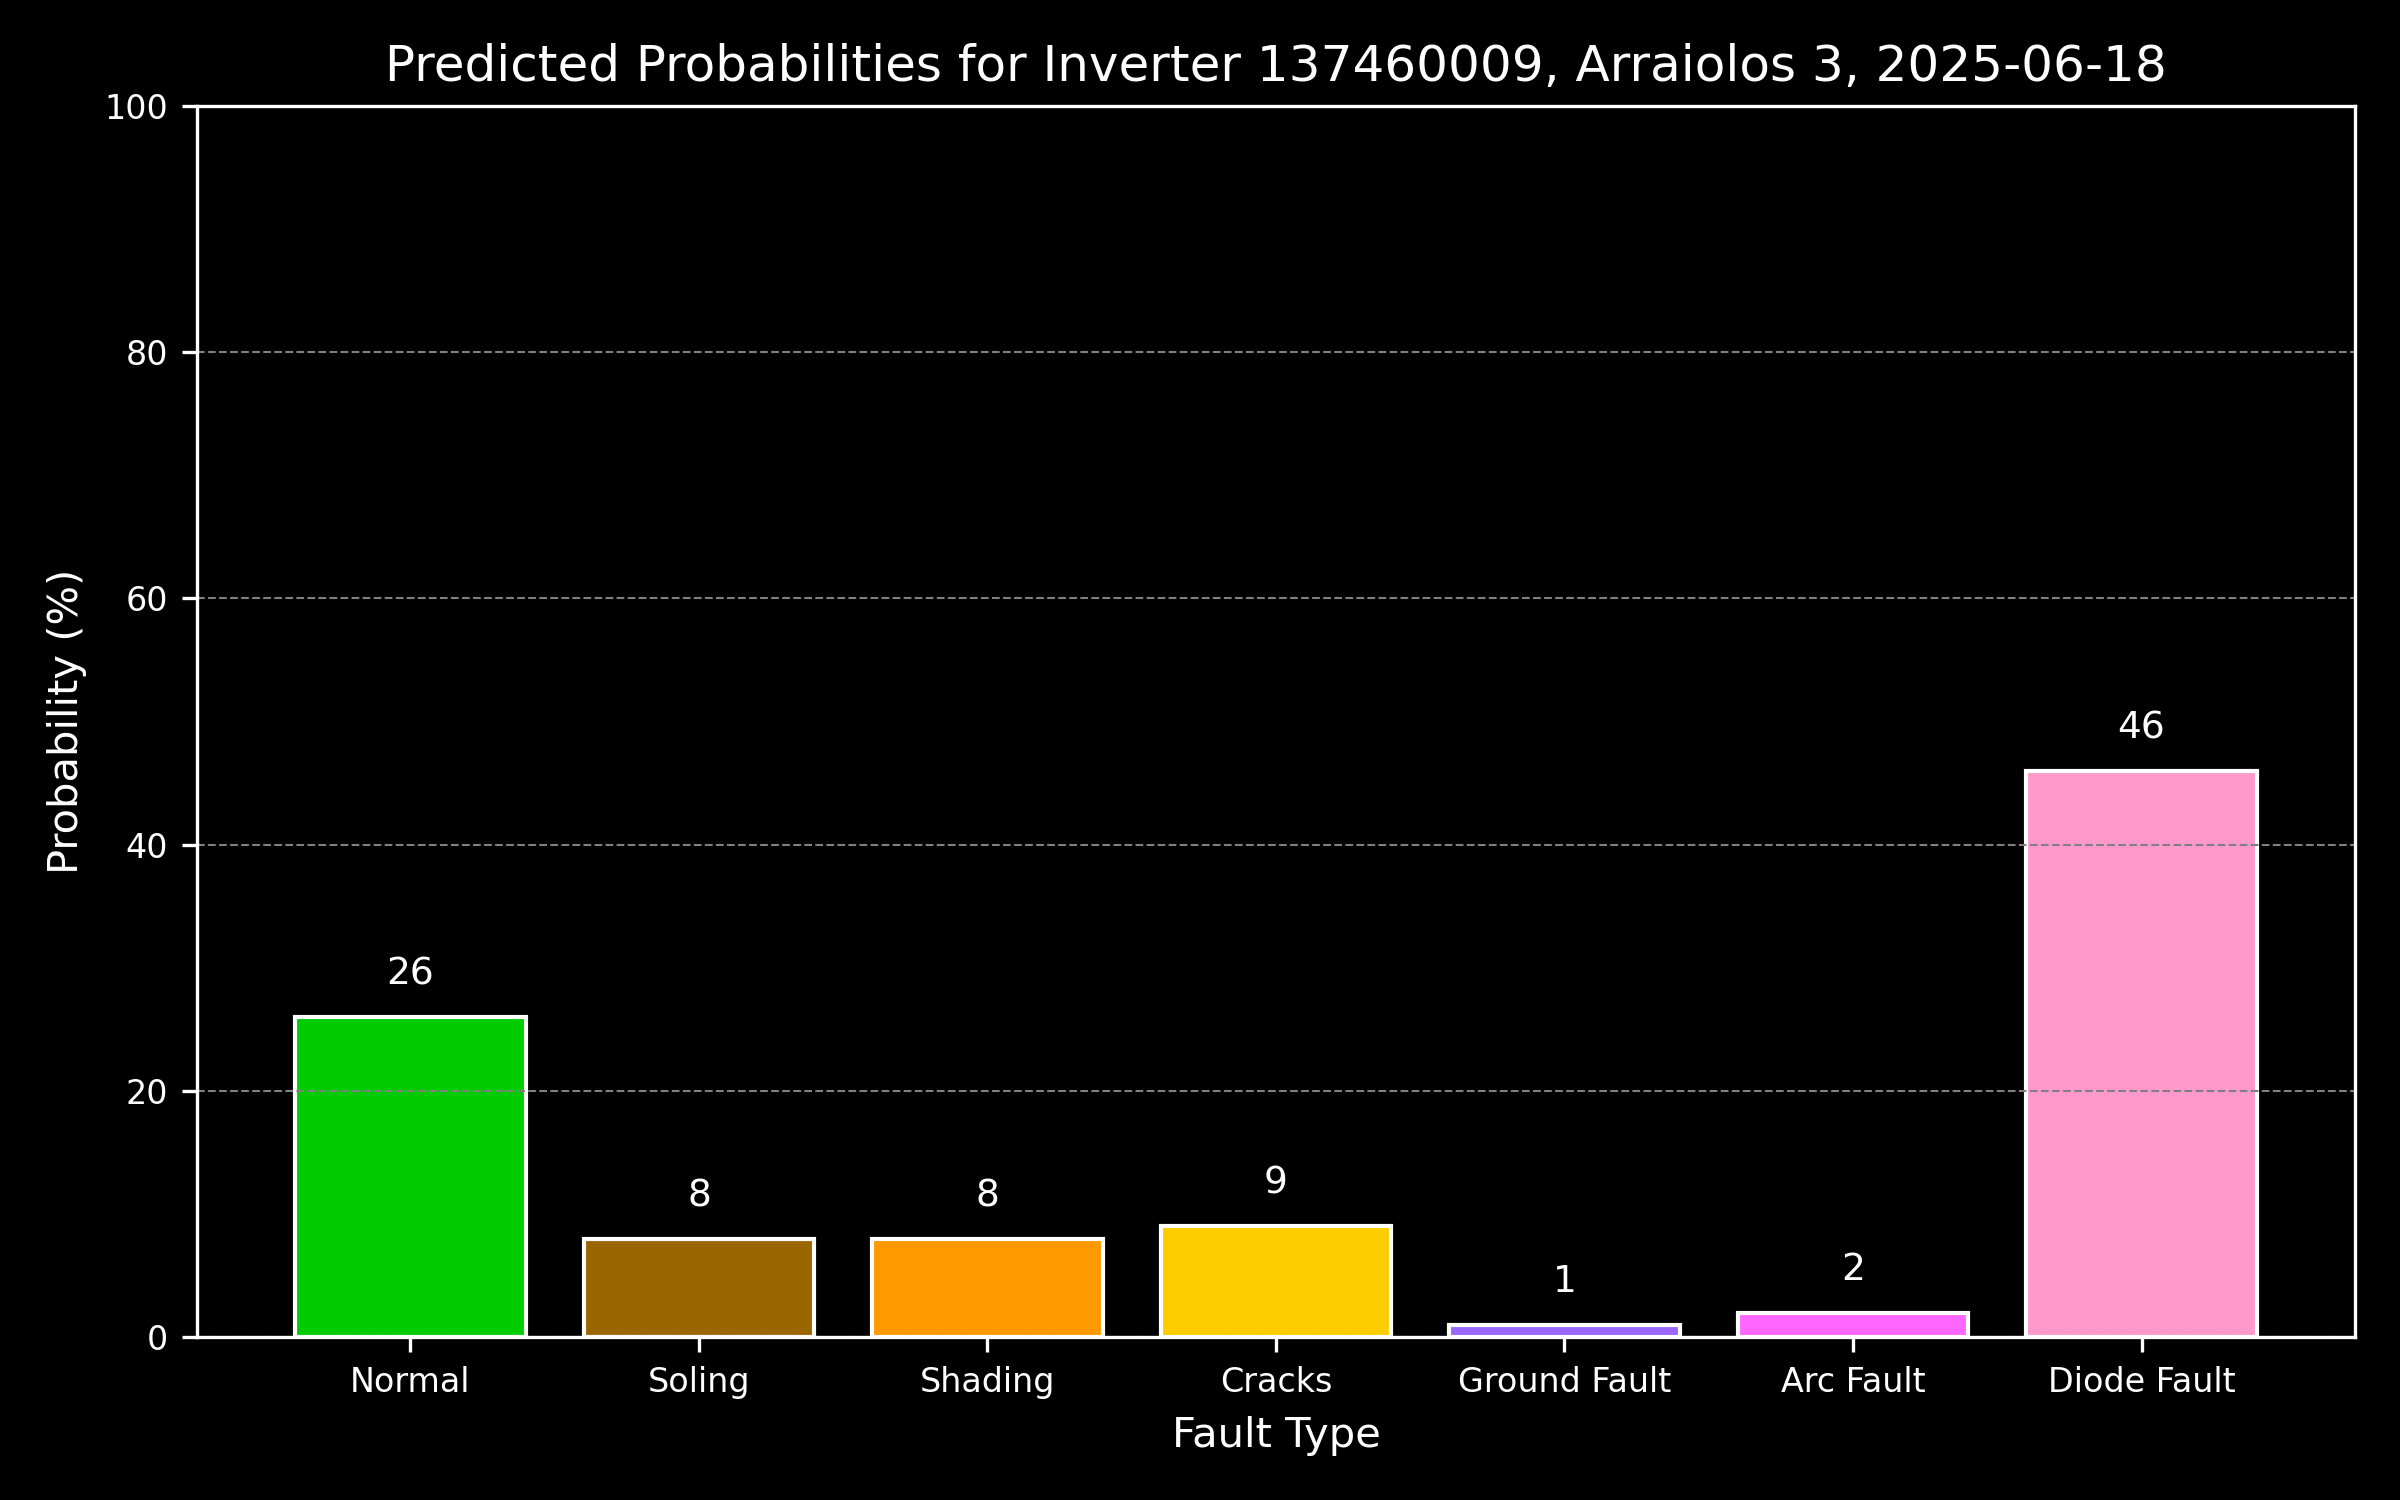 Predicted Probabilities for Inverter 137460009, Arraiolos 3, 2025-06-18
100
80
60
40
20
0
Probability (%)
26
8
8
9
1
2
46
Normal
Soling
Shading
Cracks
Ground Fault
Arc Fault
Diode Fault
Fault Type